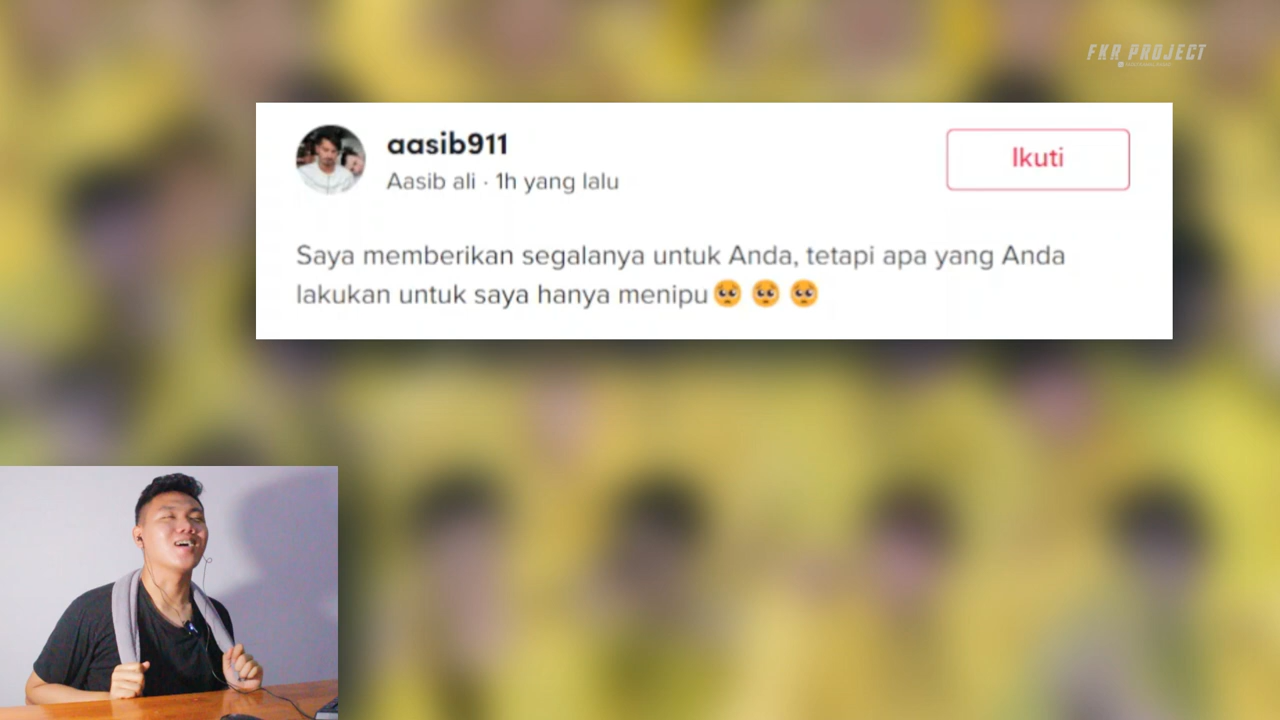 FKR PROJECT
aasib911
Aasib ali · 1h yang lalu
Ikuti
Saya memberikan segalanya untuk Anda, tetapi apa yang Anda
lakukan untuk saya hanya menipu🥺 🥺 🥺